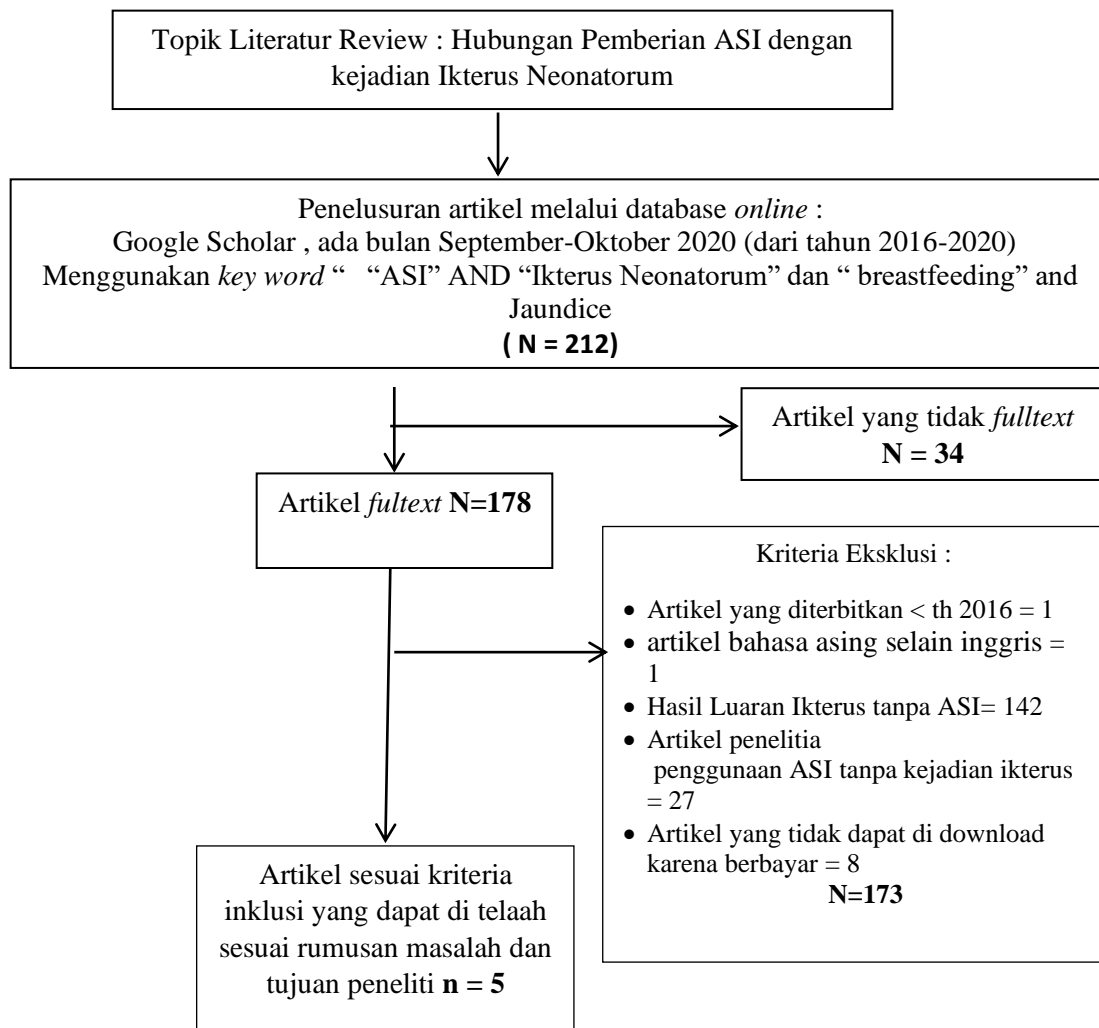 Topik Literatur Review : Hubungan Pemberian ASI dengan
kejadian Ikterus Neonatorum
Penelusuran artikel melalui database online :
Google Scholar , ada bulan September-Oktober 2020 (dari tahun 2016-2020)
Menggunakan key word “ “ASI” AND “Ikterus Neonatorum” dan “ breastfeeding” and
Jaundice
( N = 212)
Artikel yang tidak fulltext
N = 34
Artikel fultext N=178
Kriteria Eksklusi :
• Artikel yang diterbitkan < th 2016 = 1
• artikel bahasa asing selain inggris =
1
• Hasil Luaran Ikterus tanpa ASI= 142
• Artikel penelitia
penggunaan ASI tanpa kejadian ikterus
= 27
• Artikel yang tidak dapat di download
karena berbayar = 8
N=173
Artikel sesuai kriteria
inklusi yang dapat di telaah
sesuai rumusan masalah dan
tujuan peneliti n = 5